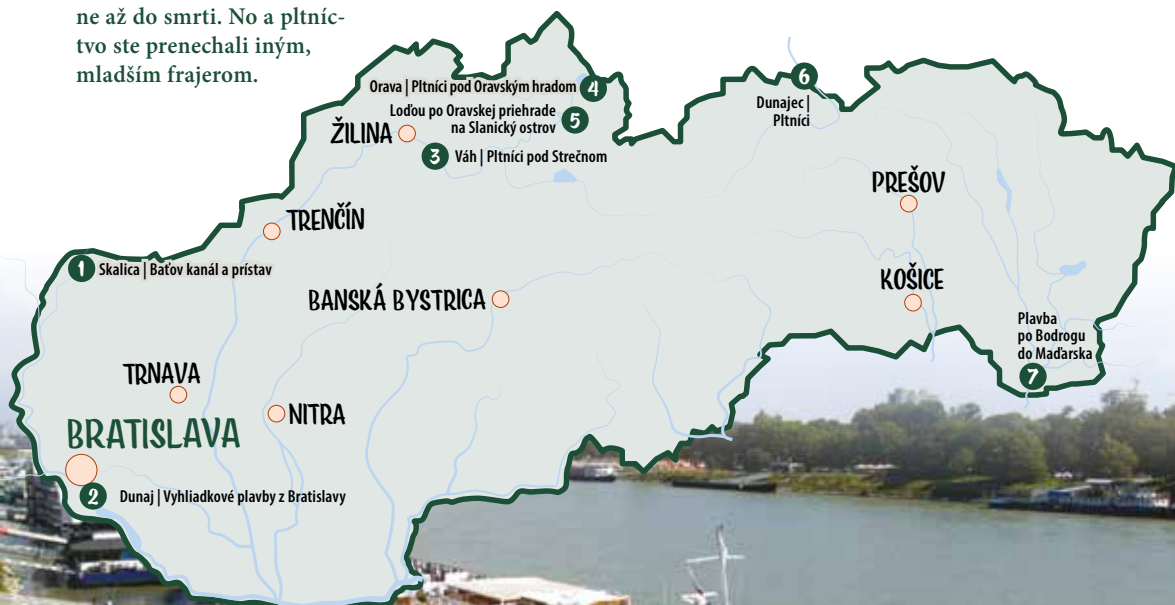 ne až do smrti. No a pltníc-
tvo ste prenechali iným,
mladším frajerom.
6
Dunajec |
Pltníci
Orava | Pltníci pod Oravským hradom 4
Loďou po Oravskej priehrade
na Slanický ostrov 5
ŽILINA
3 Váh | Pltníci pod Strečnom
PREŠOV
TRENČÍN
1 Skalica | Baťov kanál a prístav
KOŠICE
BANSKÁ BYSTRICA
Plavba
po Bodrogu
do Maďarska
7
TRNAVA
NITRA
BRATISLAVA
2 Dunaj | Vyhliadkové plavby z Bratislavy